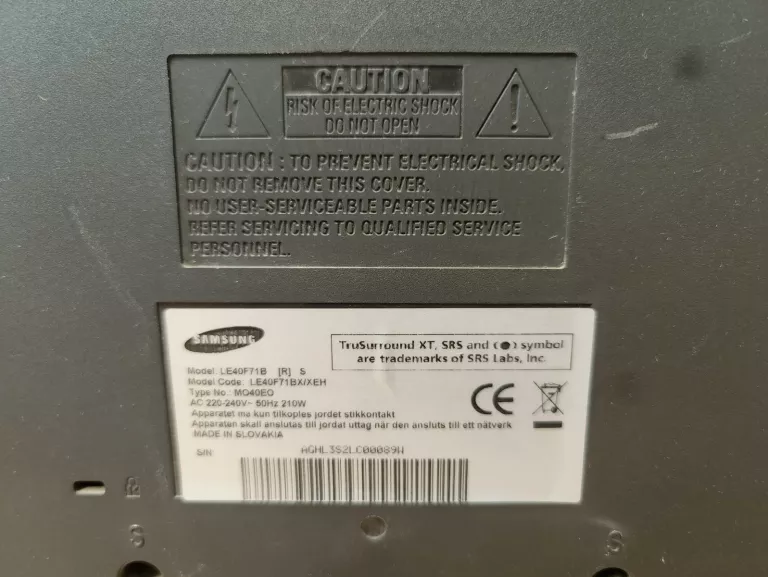 CAUTION
RISK OF ELECTRIC SHOCK
DO NOT OPEN
CAUTION : TO PREVENT ELECTRICAL SHOCK,
DO NOT REMOVE THIS COVER.
NO USER-SERVICEABLE PARTS INSIDE.
REFER SERVICING TO QUALIFIED SERVICE
PERSONNEL.
SAMSUNG
TruSurround XT, SRS and (●) symbol
are trademarks of SRS Labs, Inc.
Model: LE40F71B [R] S
Model Code: LE40F71BX/XEH
Type No: MO40EO
AC 220-240V~ 50Hz 210W
Apparatet ma kun tilkoples jordet stikkontakt
Apparaten skall anslutas till jordat uttag när den ansluts till ett nätverk
MADE IN SLOVAKIA
CE
S/N: AGHL3S2LC00089W
S
S